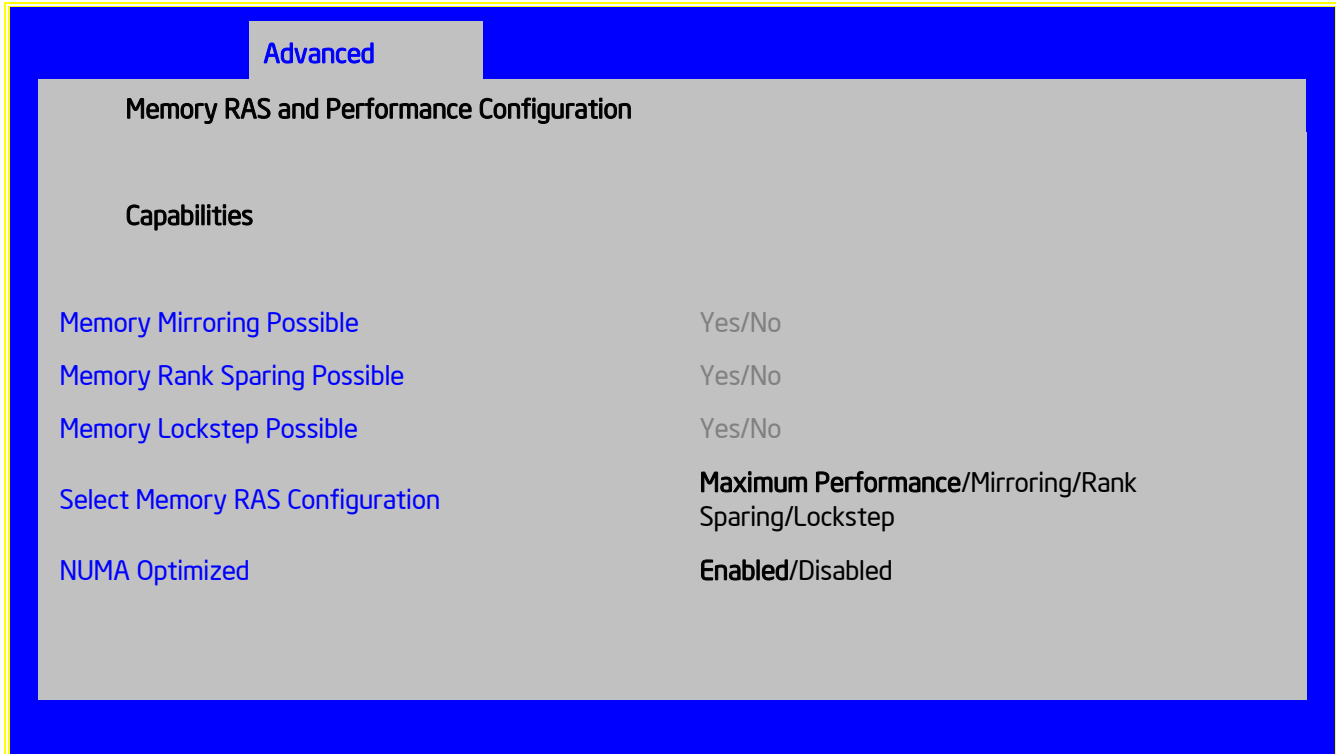 Advanced
Memory RAS and Performance Configuration
Capabilities
Memory Mirroring Possible Yes/No
Memory Rank Sparing Possible Yes/No
Memory Lockstep Possible Yes/No
Select Memory RAS Configuration Maximum Performance/Mirroring/Rank
Sparing/Lockstep
NUMA Optimized Enabled/Disabled